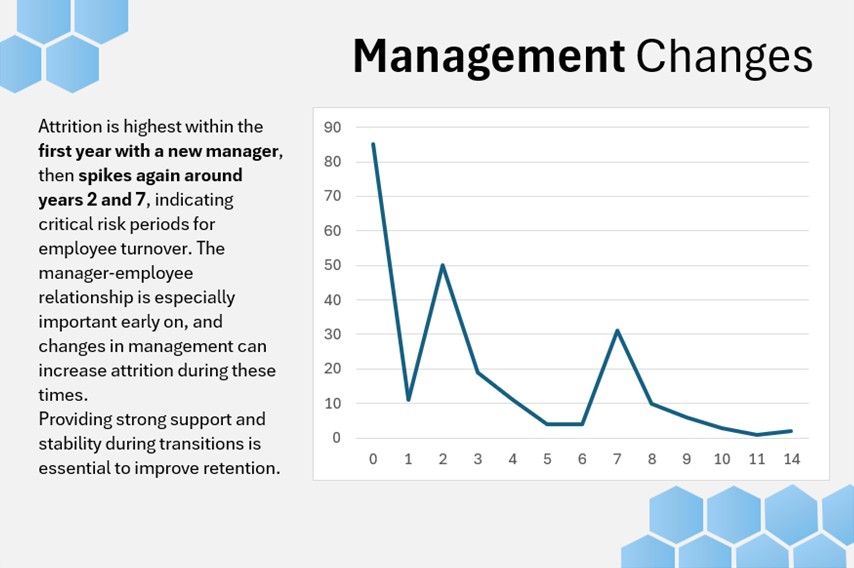 Management Changes
Attrition is highest within the
first year with a new manager,
then spikes again around
years 2 and 7, indicating
critical risk periods for
employee turnover. The
manager-employee
relationship is especially
important early on, and
changes in management can
increase attrition during these
times.
Providing strong support and
stability during transitions is
essential to improve retention.
90
80
70
60
50
40
30
20
10
0
0 1 2 3 4 5 6 7 8 9 10 11 14